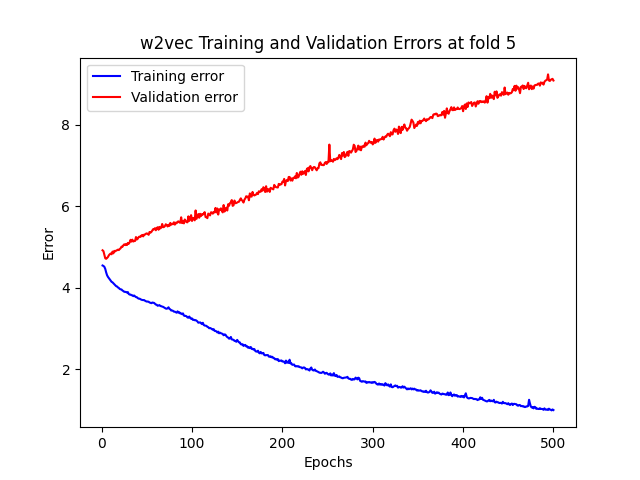 w2vec Training and Validation Errors at fold 5
Training error
Validation error
8
6
4
2
Error
0
100
200
300
400
500
Epochs